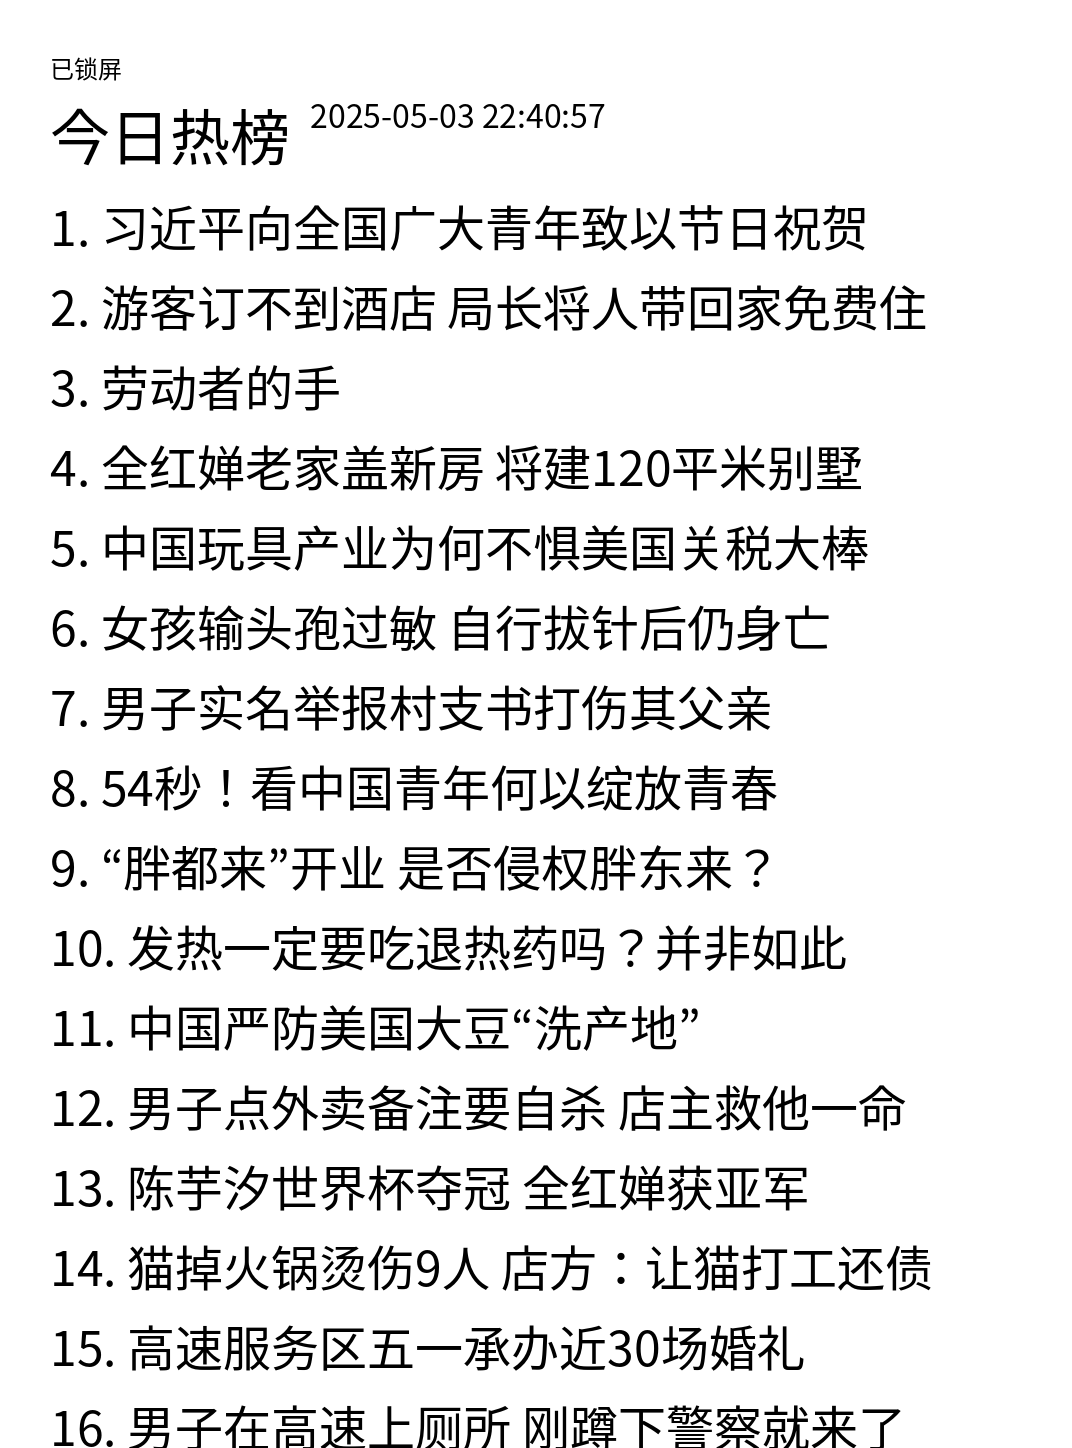 已锁屏
今日热榜 2025-05-03 22:40:57
1. 习近平向全国广大青年致以节日祝贺
2. 游客订不到酒店 局长将人带回家免费住
3. 劳动者的手
4. 全红婵老家盖新房 将建120平米别墅
5. 中国玩具产业为何不惧美国关税大棒
6. 女孩输头孢过敏 自行拔针后仍身亡
7. 男子实名举报村支书打伤其父亲
8. 54秒！看中国青年何以绽放青春
9. “胖都来”开业 是否侵权胖东来？
10. 发热一定要吃退热药吗？并非如此
11. 中国严防美国大豆“洗产地”
12. 男子点外卖备注要自杀 店主救他一命
13. 陈芋汐世界杯夺冠 全红婵获亚军
14. 猫掉火锅烫伤9人 店方：让猫打工还债
15. 高速服务区五一承办近30场婚礼
16. 男子在高速上厕所 刚蹲下警察就来了